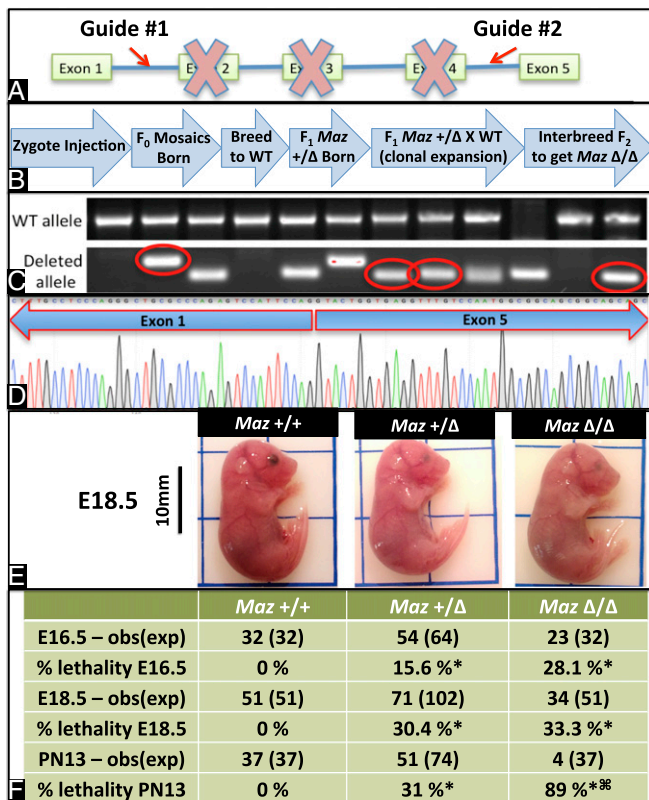 Guide #1
Guide #2
Exon 1
Ex 2
3
4
Exon 5
A
Zygote Injection
F0 Mosaics
Born
Breed
to WT
F1 Maz
+/Δ Born
F1 Maz +/Δ X WT
(clonal expansion)
Interbreed F2
to get Maz Δ/Δ
B
WT allele
Deleted
allele
C
Exon 1
Exon 5
D
Maz +/+
Maz +/Δ
Maz Δ/Δ
E18.5
10mm
E
Maz +/+ Maz +/Δ Maz Δ/Δ
E16.5 – obs(exp) 32 (32) 54 (64) 23 (32)
% lethality E16.5 0 % 15.6 %* 28.1 %*
E18.5 – obs(exp) 51 (51) 71 (102) 34 (51)
% lethality E18.5 0 % 30.4 %* 33.3 %*
PN13 – obs(exp) 37 (37) 51 (74) 4 (37)
% lethality PN13 0 % 31 %* 89 %*⌘
F